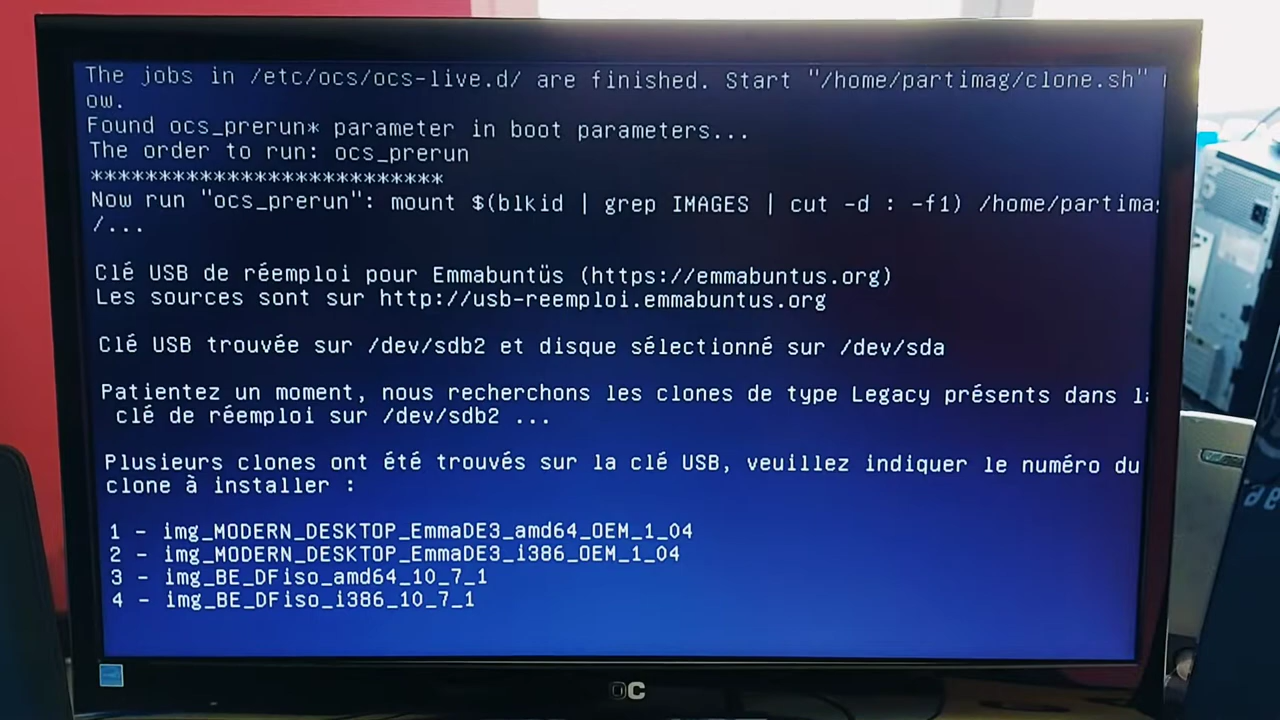 The jobs in /etc/ocs/ocs-live.d/ are finished. Start "/home/partimag/clone.sh" n
ow.
Found ocs_prerun* parameter in boot parameters...
The order to run: ocs_prerun
**************************
Now run "ocs_prerun": mount $(blkid | grep IMAGES | cut -d : -f1) /home/partimag
/...
Clé USB de réemploi pour Emmabuntüs (https://emmabuntus.org)
Les sources sont sur http://usb-reemploi.emmabuntus.org
Clé USB trouvée sur /dev/sdb2 et disque sélectionné sur /dev/sda
Patientez un moment, nous recherchons les clones de type Legacy présents dans la
clé de réemploi sur /dev/sdb2 ...
Plusieurs clones ont été trouvés sur la clé USB, veuillez indiquer le numéro du
clone à installer :
1 - img_MODERN_DESKTOP_EmmaDE3_amd64_OEM_1_04
2 - img_MODERN_DESKTOP_EmmaDE3_i386_OEM_1_04
3 - img_BE_DFiso_amd64_10_7_1
4 - img_BE_DFiso_i386_10_7_1